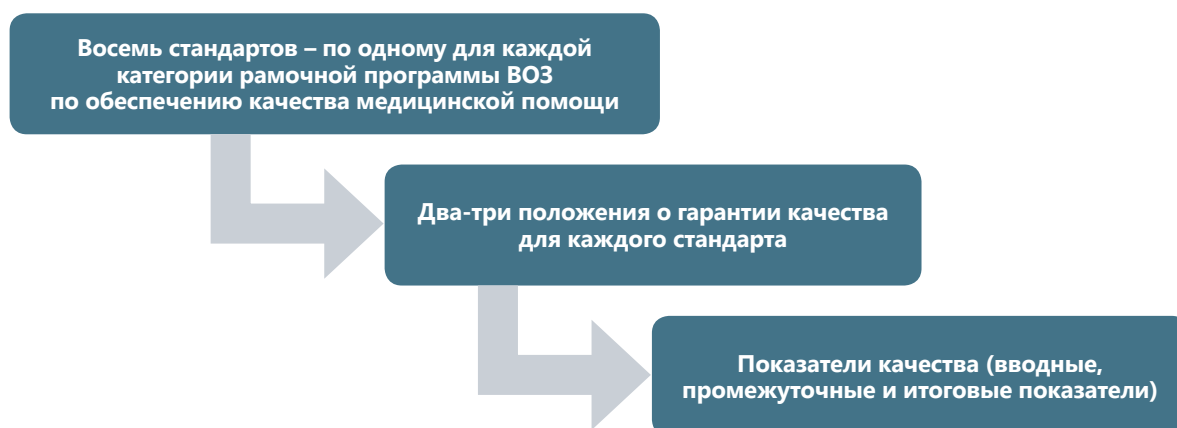 Восемь стандартов – по одному для каждой
категории рамочной программы ВОЗ
по обеспечению качества медицинской помощи
Два-три положения о гарантии качества
для каждого стандарта
Показатели качества (вводные,
промежуточные и итоговые показатели)